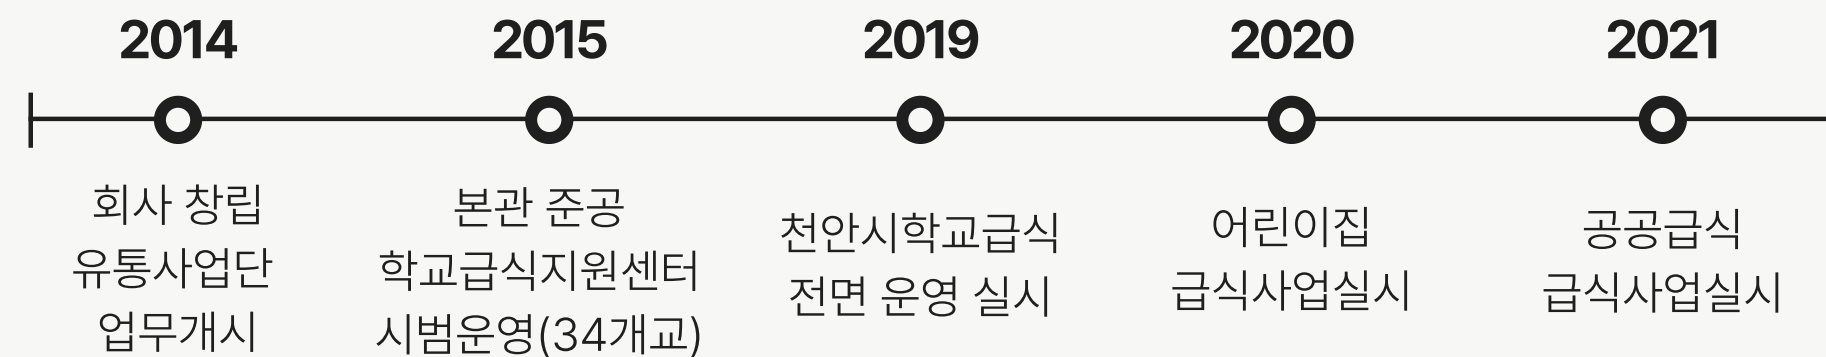 2014
회사 창립
유통사업단
업무개시
2015
본관 준공
학교급식지원센터
시범운영(34개교)
2019
천안시학교급식
전면 운영 실시
2020
어린이집
급식사업실시
2021
공공급식
급식사업실시